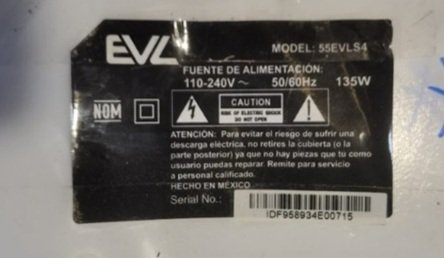 EVL
MODEL: 55EVLS4
FUENTE DE ALIMENTACIÓN:
110-240V ~ 50/60Hz 135W
NOM
CAUTION
RISK OF ELECTRIC SHOCK
DO NOT OPEN
ATENCIÓN: Para evitar el riesgo de sufrir una
descarga eléctrica, no retires la cubierta (o la
parte posterior) ya que no hay piezas que tú como
usuario puedas reparar. Remite para servicio
a personal calificado.
HECHO EN MÉXICO
Serial No.:
IDF958934E00715